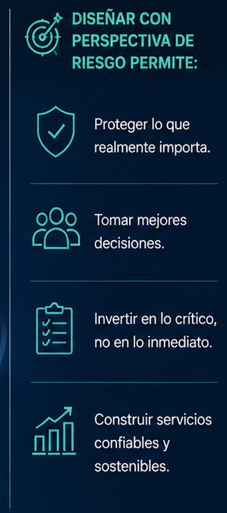 DISEÑAR CON
PERSPECTIVA DE
RIESGO PERMITE:
Proteger lo que
realmente importa.
Tomar mejores
decisiones.
Invertir en lo crítico,
no en lo inmediato.
Construir servicios
confiables y
sostenibles.